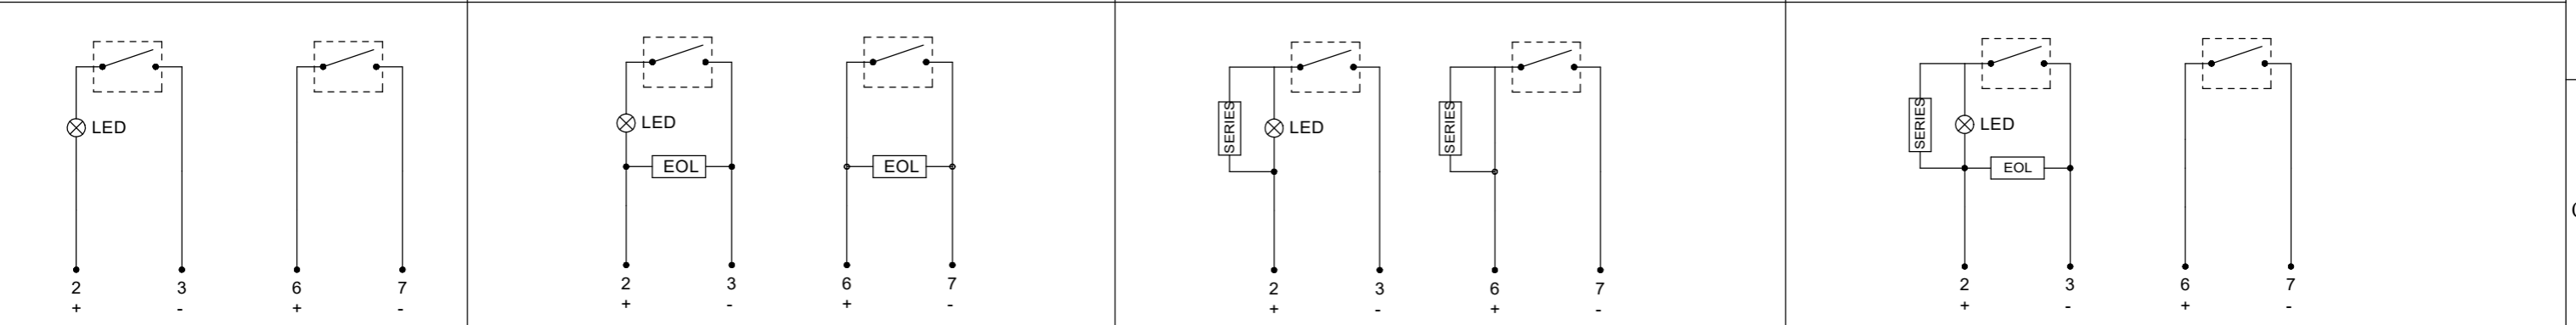 LED
2 3 6 7
+ - + -
LED
EOL EOL
2 3 6 7
+ - + -
SERIES LED SERIES
2 3 6 7
+ - + -
SERIES LED
EOL
2 3 6 7
+ - + -